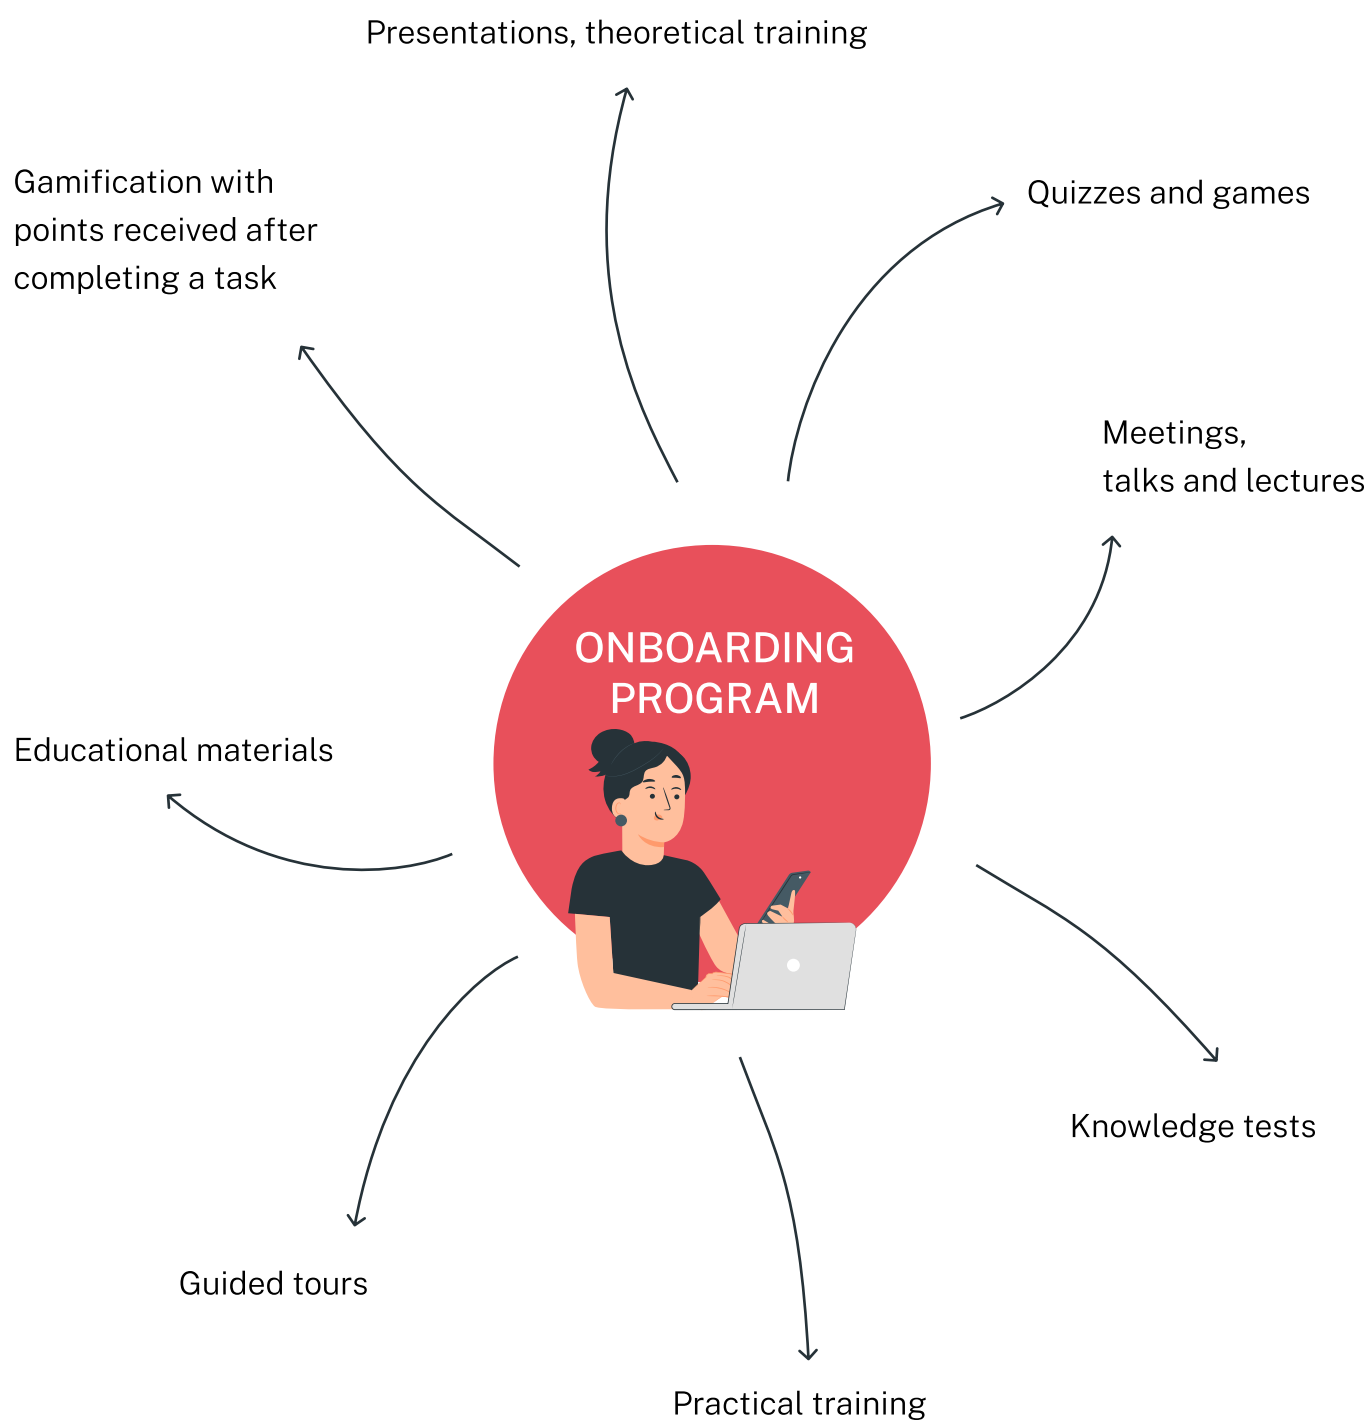 Presentations, theoretical training
Gamification with
points received after
completing a task
Quizzes and games
Meetings,
talks and lectures
ONBOARDING
PROGRAM
Educational materials
Knowledge tests
Guided tours
Practical training